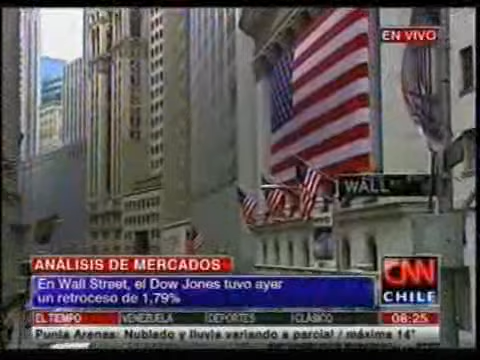 CNN
EN VIVO
WALL
ANÁLISIS DE MERCADOS
En Wall Street, el Dow Jones tuvo ayer
un retroceso de 1,79%
CNN
CHILE
EL TIEMPO VENEZUELA DEPORTES CLÁSICO 08:25
Punta Arenas: Nublado y lluvia variando a parcial / máxima 14°